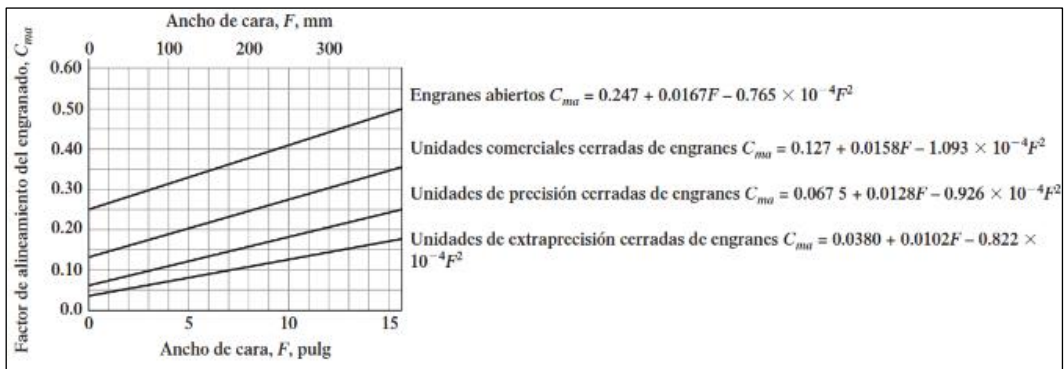 Ancho de cara, F, mm
0 100 200 300
Factor de alineamiento del engranado, Cma
0.60
0.50
0.40
0.30
0.20
0.10
0.0
0 5 10 15
Ancho de cara, F, pulg
Engranes abiertos Cma = 0.247 + 0.0167F – 0.765 × 10⁻⁴F²
Unidades comerciales cerradas de engranes Cma = 0.127 + 0.0158F – 1.093 × 10⁻⁴F²
Unidades de precisión cerradas de engranes Cma = 0.067 5 + 0.0128F – 0.926 × 10⁻⁴F²
Unidades de extraprecisión cerradas de engranes Cma = 0.0380 + 0.0102F – 0.822 ×
10⁻⁴F²